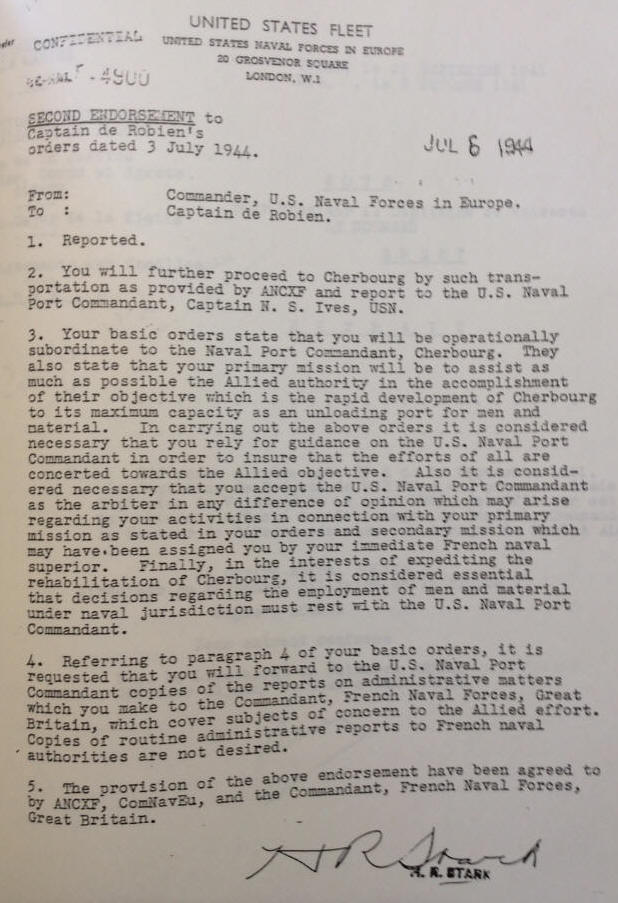 UNITED STATES FLEET
CONFIDENTIAL
UNITED STATES NAVAL FORCES IN EUROPE
20 GROSVENOR SQUARE
LONDON, W.1
4900
SECOND ENDORSEMENT to
Captain de Robien's
orders dated 3 July 1944.
JUL 6 1944
From: Commander, U.S. Naval Forces in Europe.
To : Captain de Robien.
1. Reported.
2. You will further proceed to Cherbourg by such trans-
portation as provided by ANCXF and report to the U.S. Naval
Port Commandant, Captain N. S. Ives, USN.
3. Your basic orders state that you will be operationally
subordinate to the Naval Port Commandant, Cherbourg. They
also state that your primary mission will be to assist as
much as possible the Allied authority in the accomplishment
of their objective which is the rapid development of Cherbourg
to its maximum capacity as an unloading port for men and
material. In carrying out the above orders it is considered
necessary that you rely for guidance on the U.S. Naval Port
Commandant in order to insure that the efforts of all are
concerted towards the Allied objective. Also it is consid-
ered necessary that you accept the U.S. Naval Port Commandant
as the arbiter in any difference of opinion which may arise
regarding your activities in connection with your primary
mission as stated in your orders and secondary mission which
may have been assigned you by your immediate French naval
superior. Finally, in the interests of expediting the
rehabilitation of Cherbourg, it is considered essential
that decisions regarding the employment of men and material
under naval jurisdiction must rest with the U.S. Naval Port
Commandant.
4. Referring to paragraph 4 of your basic orders, it is
requested that you will forward to the U.S. Naval Port
Commandant copies of the reports on administrative matters
which you make to the Commandant, French Naval Forces, Great
Britain, which cover subjects of concern to the Allied effort.
Copies of routine administrative reports to French naval
authorities are not desired.
5. The provision of the above endorsement have been agreed to
by ANCXF, ComNavEu, and the Commandant, French Naval Forces,
Great Britain.
H R Stark
H. R. STARK